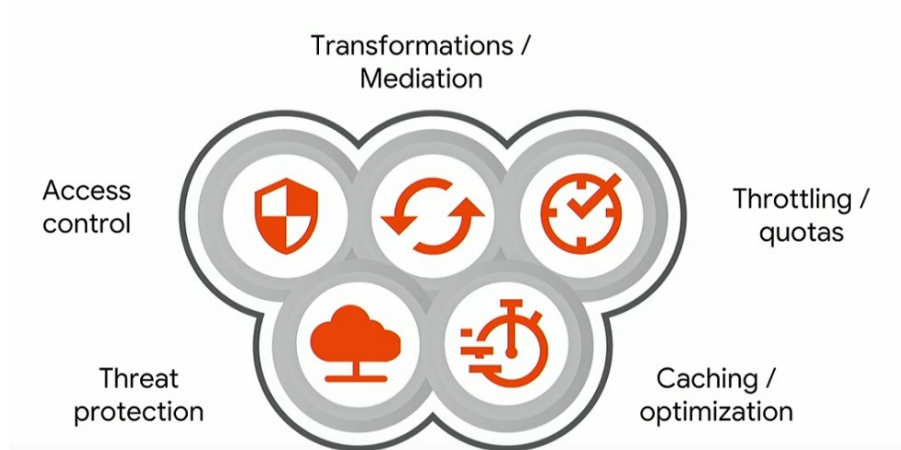 Transformations /
Mediation
Access
control
Throttling /
quotas
Threat
protection
Caching /
optimization